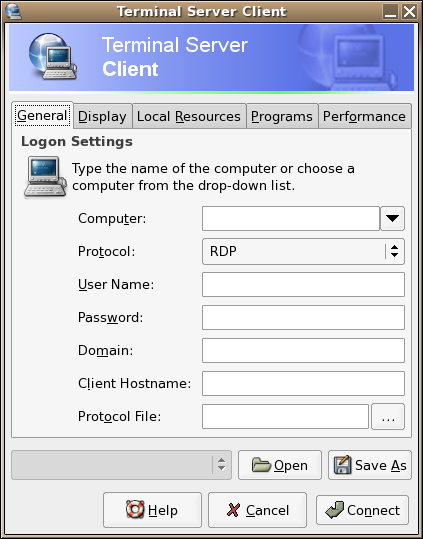 Terminal Server Client
Terminal Server
Client
General Display Local Resources Programs Performance
Logon Settings
Type the name of the computer or choose a
computer from the drop-down list.
Computer:
Protocol: RDP
User Name:
Password:
Domain:
Client Hostname:
Protocol File: ...
Open Save As
Help Cancel Connect